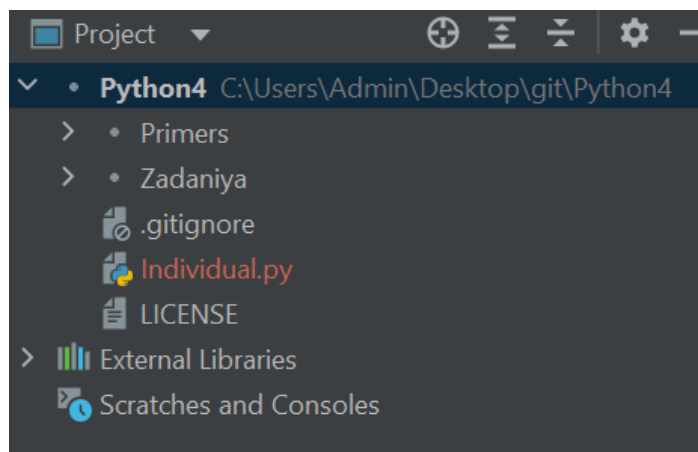 Project
Python4 C:\Users\Admin\Desktop\git\Python4
Primers
Zadaniya
.gitignore
Individual.py
LICENSE
External Libraries
Scratches and Consoles